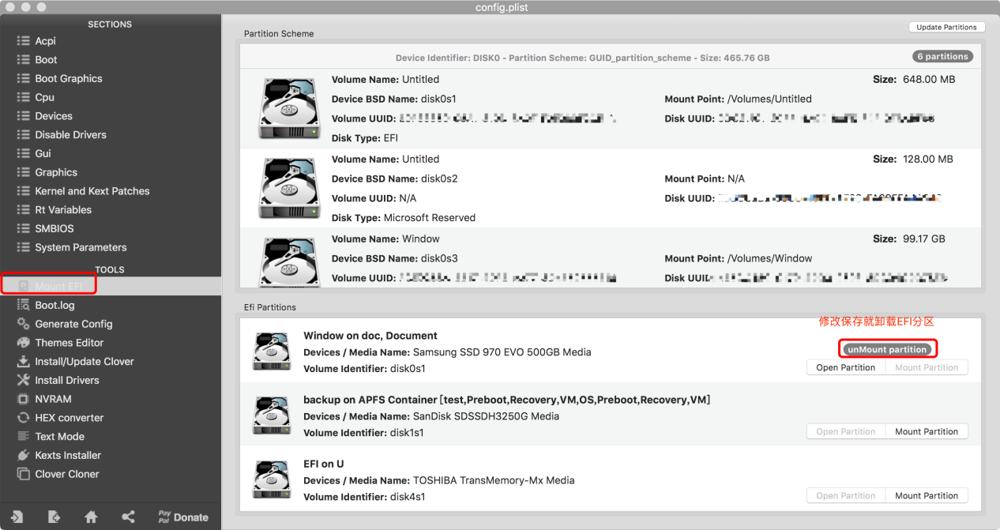 config.plist
SECTIONS
Acpi
Boot
Boot Graphics
Cpu
Devices
Disable Drivers
Gui
Graphics
Kernel and Kext Patches
Rt Variables
SMBIOS
System Parameters
TOOLS
Mount EFI
Boot.log
Generate Config
Themes Editor
Install/Update Clover
Install Drivers
NVRAM
HEX converter
Text Mode
Kexts Installer
Clover Cloner
Pay
Pal Donate
Update Partitions
Partition Scheme
Device Identifier: DISK0 - Partition Scheme: GUID_partition_scheme - Size: 465.76 GB
6 partitions
Volume Name: Untitled
Size: 648.00 MB
Device BSD Name: disk0s1
Mount Point: /Volumes/Untitled
Volume UUID:
Disk UUID:
Disk Type: EFI
Volume Name: Untitled
Size: 128.00 MB
Device BSD Name: disk0s2
Mount Point: N/A
Volume UUID: N/A
Disk UUID:
Disk Type: Microsoft Reserved
Volume Name: Window
Size: 99.17 GB
Device BSD Name: disk0s3
Mount Point: /Volumes/Window
Volume UUID:
Disk UUID:
Efi Partitions
修改保存就卸载EFI分区
Window on doc, Document
unMount partition
Devices / Media Name: Samsung SSD 970 EVO 500GB Media
Volume Identifier: disk0s1
Open Partition
Mount Partition
backup on APFS Container [test,Preboot,Recovery,VM,OS,Preboot,Recovery,VM]
Devices / Media Name: SanDisk SDSSDH3250G Media
Volume Identifier: disk1s1
Open Partition
Mount Partition
EFI on U
Devices / Media Name: TOSHIBA TransMemory-Mx Media
Volume Identifier: disk4s1
Open Partition
Mount Partition